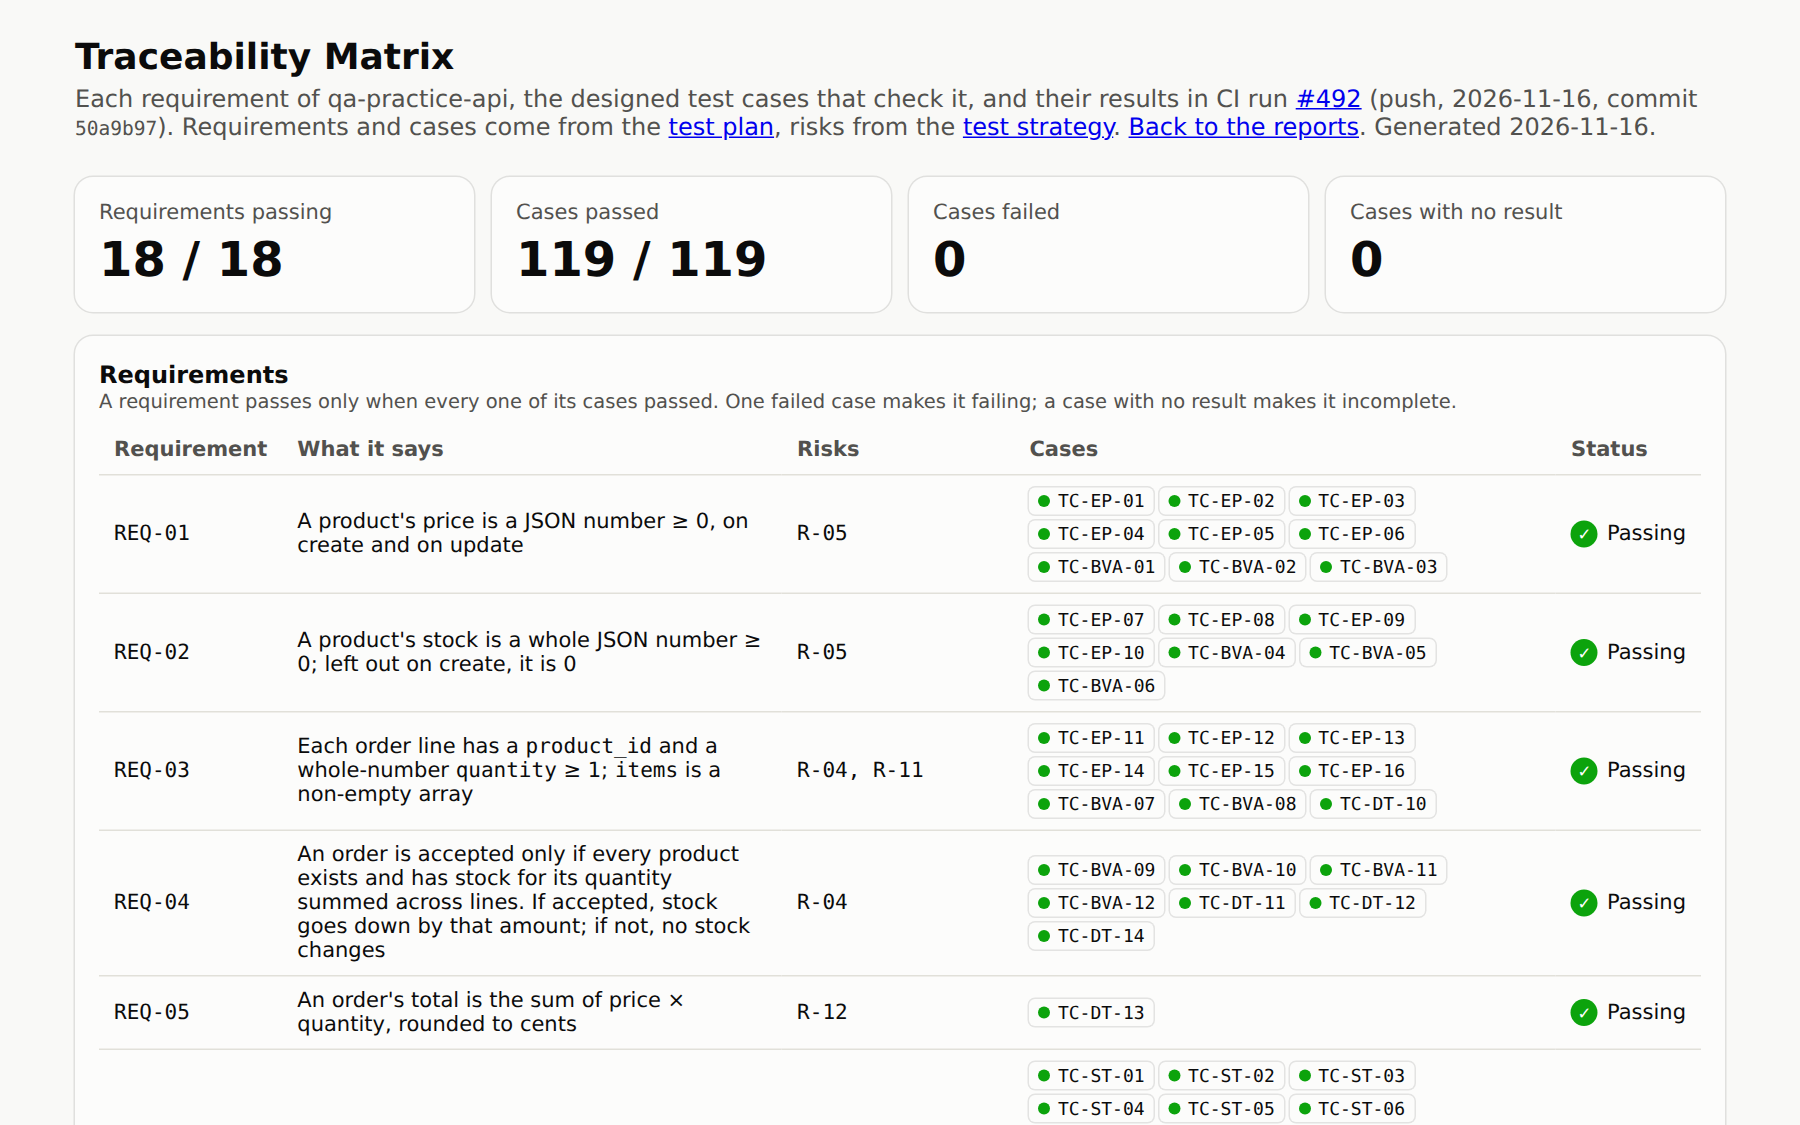 Traceability Matrix
Each requirement of qa-practice-api, the designed test cases that check it, and their results in CI run #492 (push, 2026-11-16, commit
50a9b97). Requirements and cases come from the test plan, risks from the test strategy. Back to the reports. Generated 2026-11-16.
Requirements passing
18 / 18
Cases passed
119 / 119
Cases failed
0
Cases with no result
0
Requirements
A requirement passes only when every one of its cases passed. One failed case makes it failing; a case with no result makes it incomplete.
Requirement What it says Risks Cases Status
REQ-01
A product's price is a JSON number ≥ 0, on
create and on update
R-05
TC-EP-01 TC-EP-02 TC-EP-03
TC-EP-04 TC-EP-05 TC-EP-06
TC-BVA-01 TC-BVA-02 TC-BVA-03
✓ Passing
REQ-02
A product's stock is a whole JSON number ≥
0; left out on create, it is 0
R-05
TC-EP-07 TC-EP-08 TC-EP-09
TC-EP-10 TC-BVA-04 TC-BVA-05
TC-BVA-06
✓ Passing
REQ-03
Each order line has a product_id and a
whole-number quantity ≥ 1; items is a
non-empty array
R-04, R-11
TC-EP-11 TC-EP-12 TC-EP-13
TC-EP-14 TC-EP-15 TC-EP-16
TC-BVA-07 TC-BVA-08 TC-DT-10
✓ Passing
REQ-04
An order is accepted only if every product
exists and has stock for its quantity
summed across lines. If accepted, stock
goes down by that amount; if not, no stock
changes
R-04
TC-BVA-09 TC-BVA-10 TC-BVA-11
TC-BVA-12 TC-DT-11 TC-DT-12
TC-DT-14
✓ Passing
REQ-05
An order's total is the sum of price ×
quantity, rounded to cents
R-12
TC-DT-13
✓ Passing
TC-ST-01 TC-ST-02 TC-ST-03
TC-ST-04 TC-ST-05 TC-ST-06